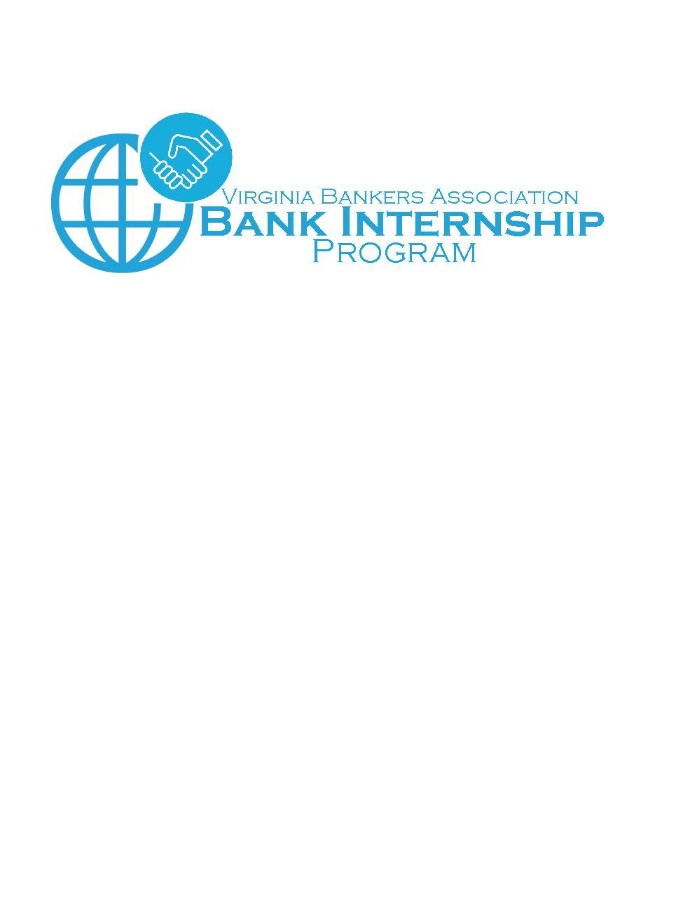 Virginia Bankers Association
Bank Internship
Program